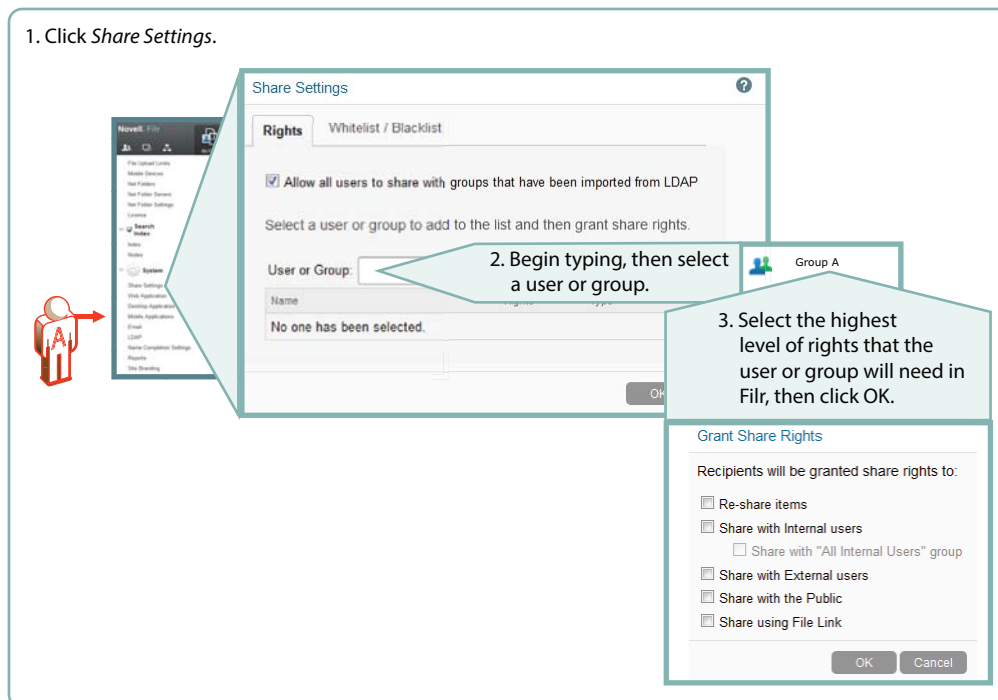 1. Click Share Settings.
Novell Filr
File Upload Limits
Mobile Devices
Net Folders
Net Folder Servers
Net Folder Settings
License
Search
Index
Index
Nodes
System
Share Settings
Web Application
Desktop Application
Mobile Applications
Email
LDAP
Name Completion Settings
Reports
Site Branding
A
Share Settings
?
Rights
Whitelist / Blacklist
Allow all users to share with groups that have been imported from LDAP
Select a user or group to add to the list and then grant share rights.
User or Group:
2. Begin typing, then select
a user or group.
Name
No one has been selected.
OK
Group A
3. Select the highest
level of rights that the
user or group will need in
Filr, then click OK.
Grant Share Rights
Recipients will be granted share rights to:
Re-share items
Share with Internal users
Share with "All Internal Users" group
Share with External users
Share with the Public
Share using File Link
OK
Cancel